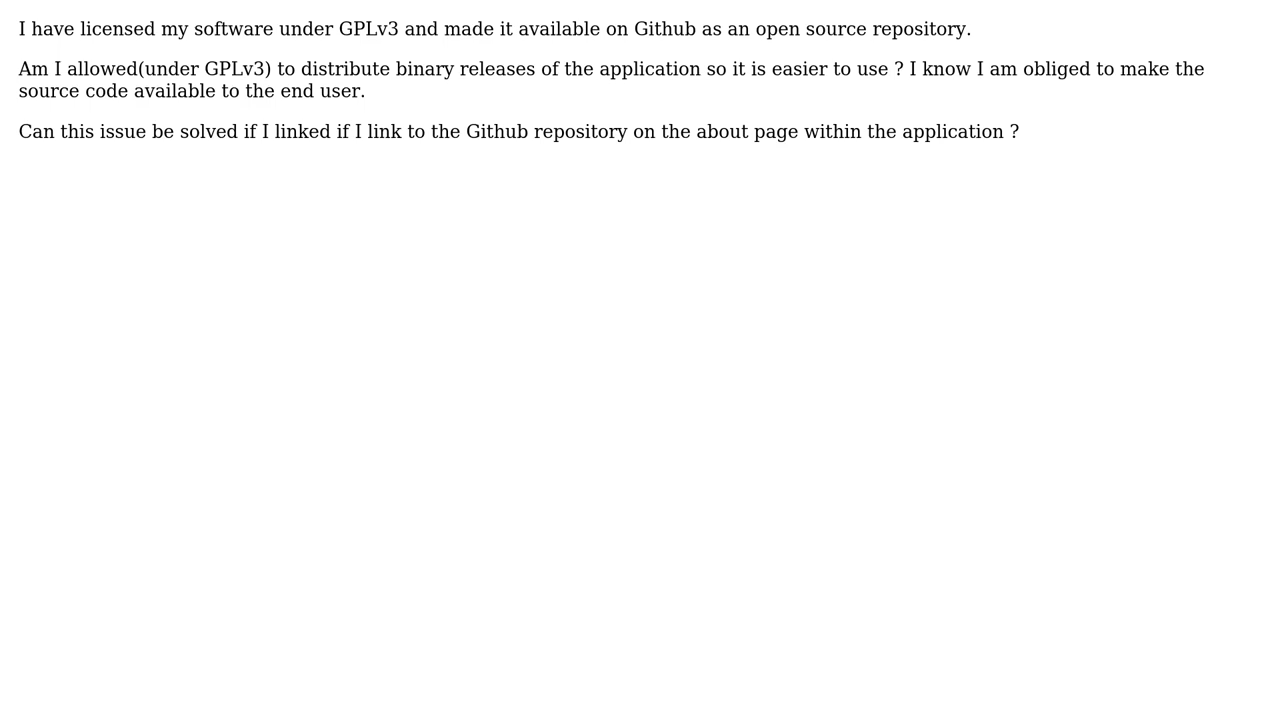 I have licensed my software under GPLv3 and made it available on Github as an open source repository.
Am I allowed(under GPLv3) to distribute binary releases of the application so it is easier to use ? I know I am obliged to make the
source code available to the end user.
Can this issue be solved if I linked if I link to the Github repository on the about page within the application ?